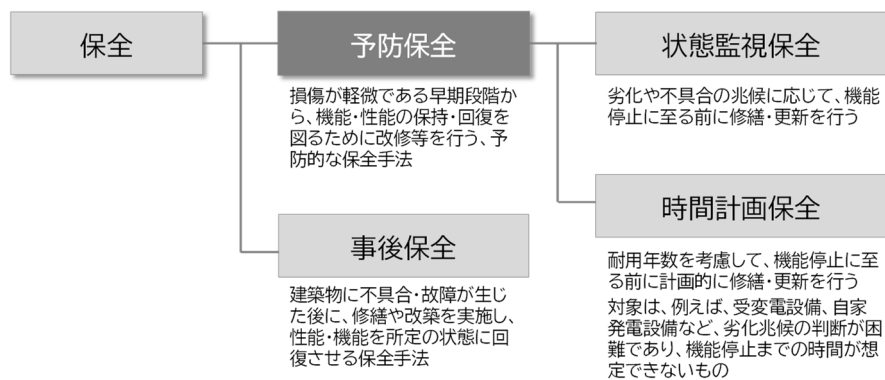 保全
予防保全
損傷が軽微である早期段階か
ら、機能・性能の保持・回復を
図るために改修等を行う、予
防的な保全手法
事後保全
建築物に不具合・故障が生じ
た後に、修繕や改築を実施し、
性能・機能を所定の状態に回
復させる保全手法
状態監視保全
劣化や不具合の兆候に応じて、機能
停止に至る前に修繕・更新を行う
時間計画保全
耐用年数を考慮して、機能停止に至
る前に計画的に修繕・更新を行う
対象は、例えば、受変電設備、自家
発電設備など、劣化兆候の判断が困
難であり、機能停止までの時間が想
定できないもの